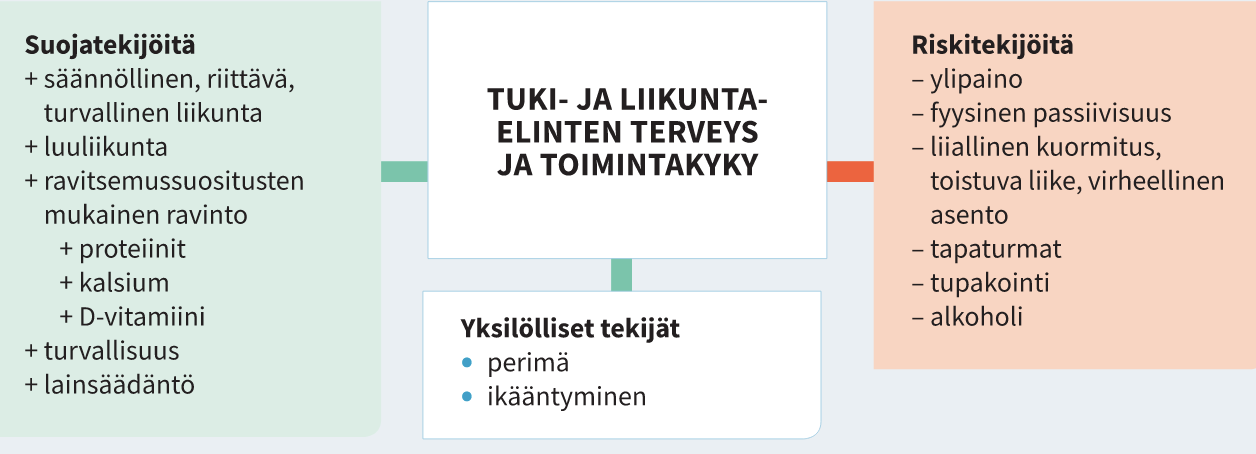 Suojatekijöitä
+ säännöllinen, riittävä,
turvallinen liikunta
+ luuliikunta
+ ravitsemussuositusten
mukainen ravinto
+ proteiinit
+ kalsium
+ D-vitamiini
+ turvallisuus
+ lainsäädäntö
TUKI- JA LIIKUNTA-
ELINTEN TERVEYS
JA TOIMINTAKYKY
Yksilölliset tekijät
• perimä
• ikääntyminen
Riskitekijöitä
– ylipaino
– fyysinen passiivisuus
– liiallinen kuormitus,
toistuva liike, virheellinen
asento
– tapaturmat
– tupakointi
– alkoholi